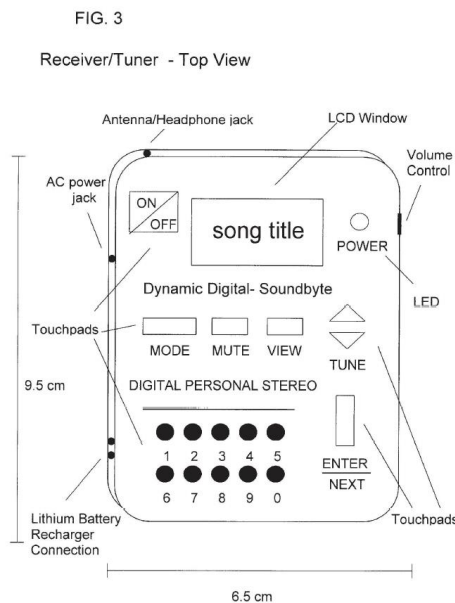 FIG. 3
Receiver/Tuner - Top View
Antenna/Headphone jack
LCD Window
Volume
Control
AC power
jack
ON
OFF
song title
POWER
LED
Dynamic Digital- Soundbyte
Touchpads
MODE MUTE VIEW
TUNE
9.5 cm
DIGITAL PERSONAL STEREO
1 2 3 4 5
6 7 8 9 0
ENTER
NEXT
Lithium Battery
Recharger
Connection
Touchpads
6.5 cm